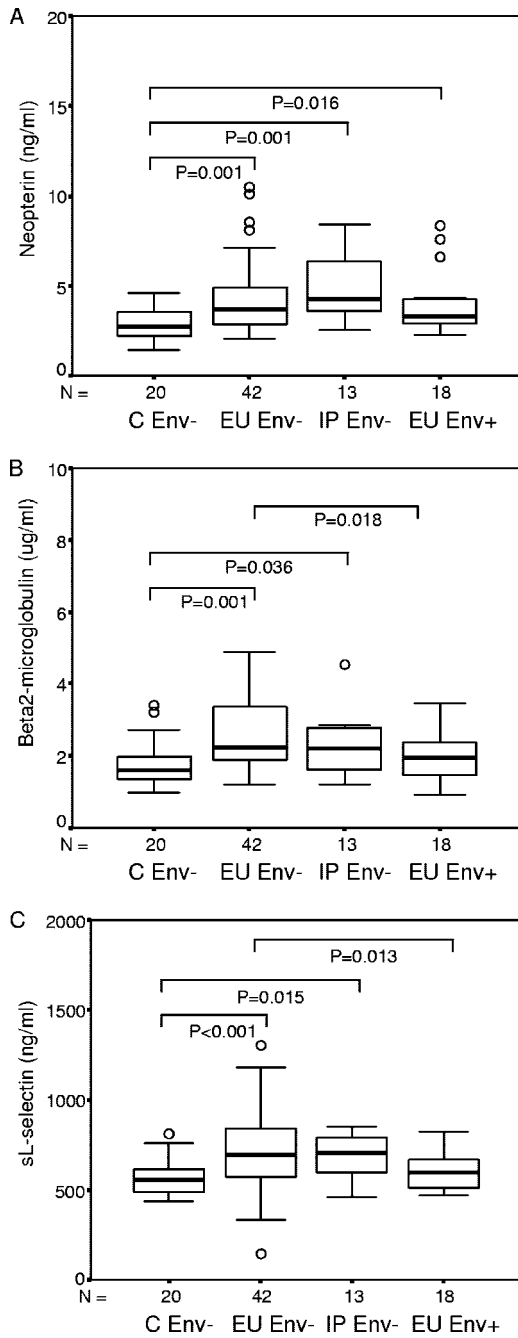 A
Neopterin (ng/ml)
20
15
10
5
0
P=0.016
P=0.001
P=0.001
N = 20 42 13 18
C Env- EU Env- IP Env- EU Env+
B
Beta2-microglobulin (ug/ml)
10
8
6
4
2
0
P=0.018
P=0.036
P=0.001
N = 20 42 13 18
C Env- EU Env- IP Env- EU Env+
C
sL-selectin (ng/ml)
2000
1500
1000
500
0
P=0.013
P=0.015
P<0.001
N = 20 42 13 18
C Env- EU Env- IP Env- EU Env+